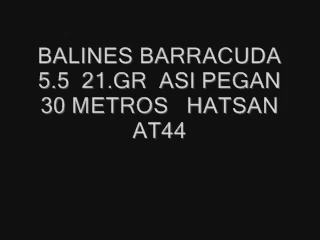 BALINES BARRACUDA
5.5 21.GR ASI PEGAN
30 METROS HATSAN
AT44